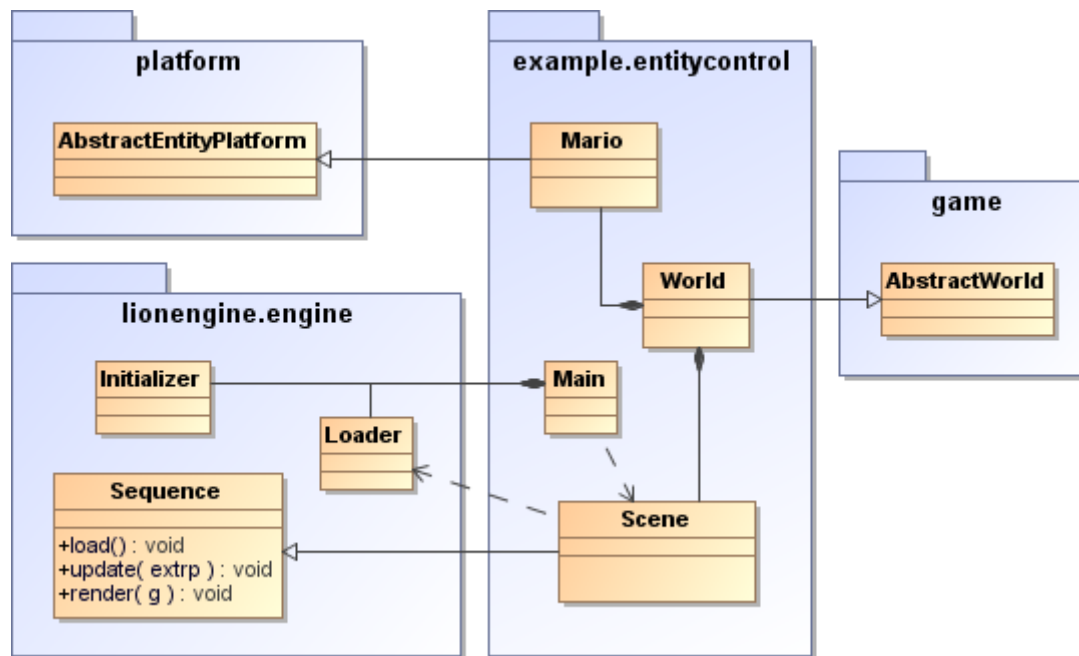 platform
AbstractEntityPlatform
example.entitycontrol
Mario
World
Main
Scene
game
AbstractWorld
lionengine.engine
Initializer
Loader
Sequence
+load() : void
+update( extrp ) : void
+render( g ) : void